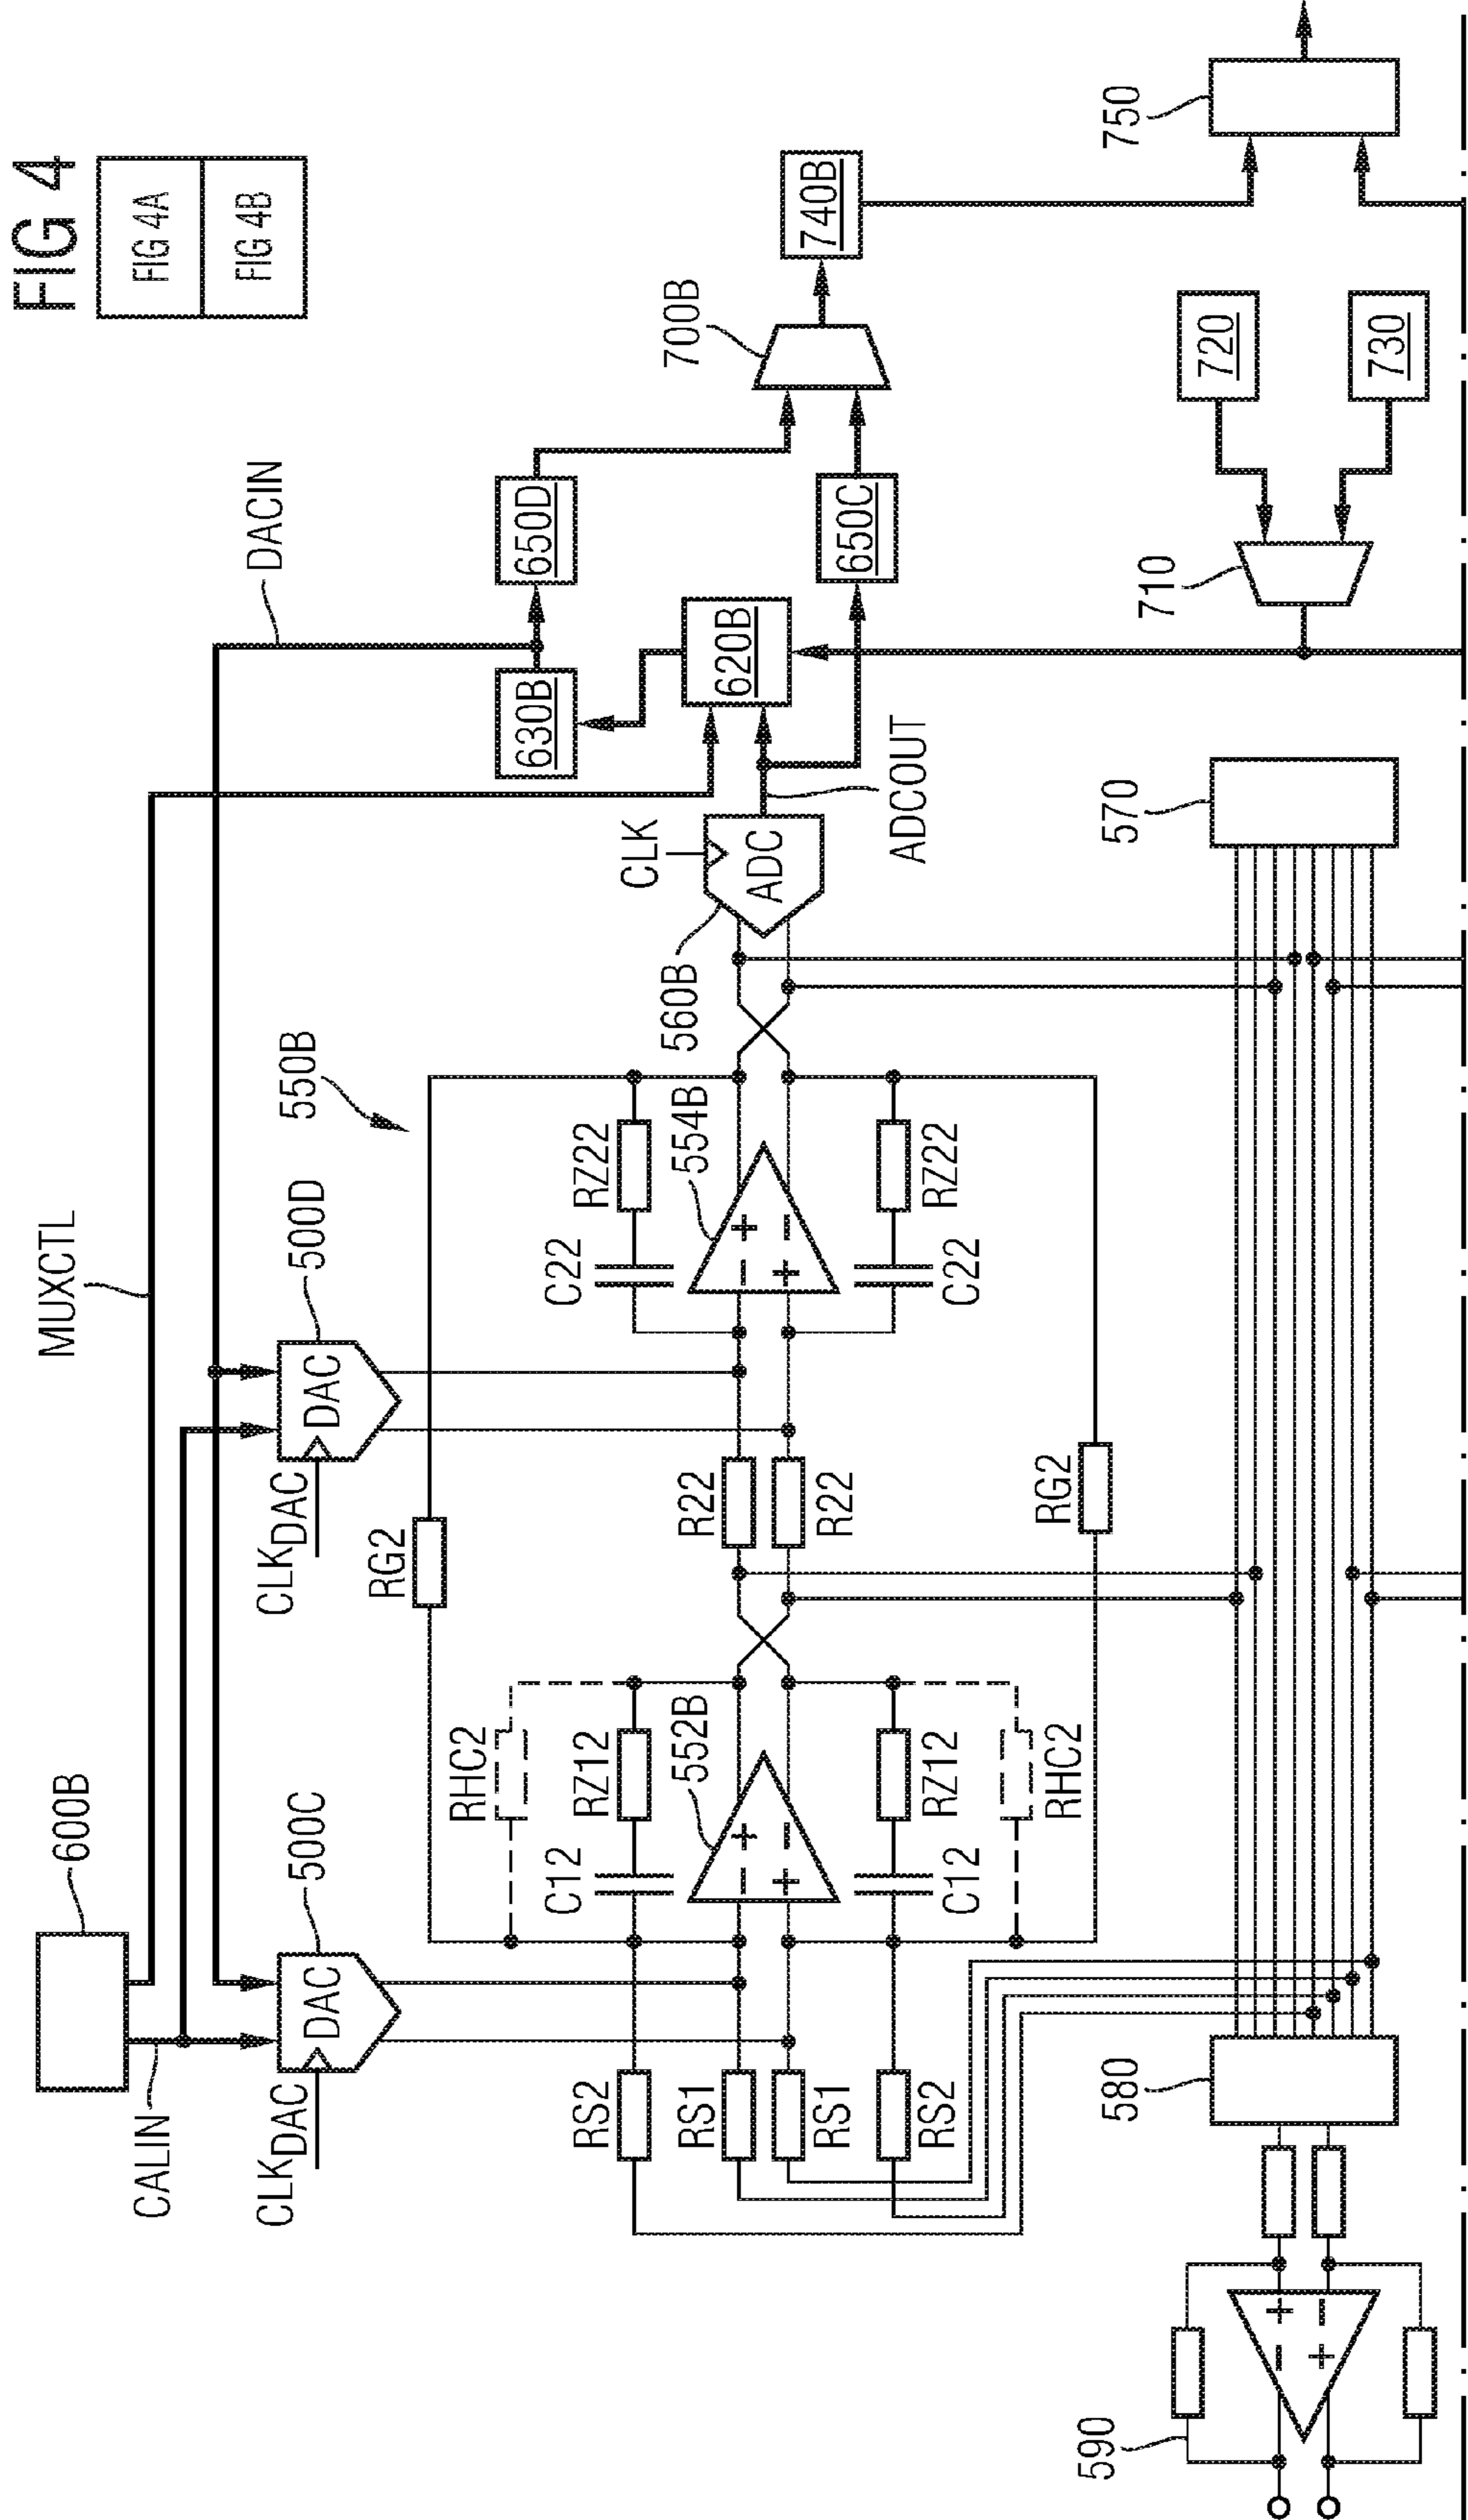 FIG 4
FIG 4A
FIG 4B
600B
MUXCTL
CALIN
DACIN
CLKDAC
DAC
500C
CLKDAC
DAC
500D
550B
RHC2
RG2
630B
650D
RS2
C12
RZ12
C22
RZ22
RS1
552B
R22
554B
560B
CLK
620B
700B
ADC
740B
RS1
R22
650C
RS2
C12
RZ12
C22
RZ22
ADCOUT
RHC2
RG2
590
580
570
710
750
720
730
+
−
−
+
+
−
−
+
+
−
−
+